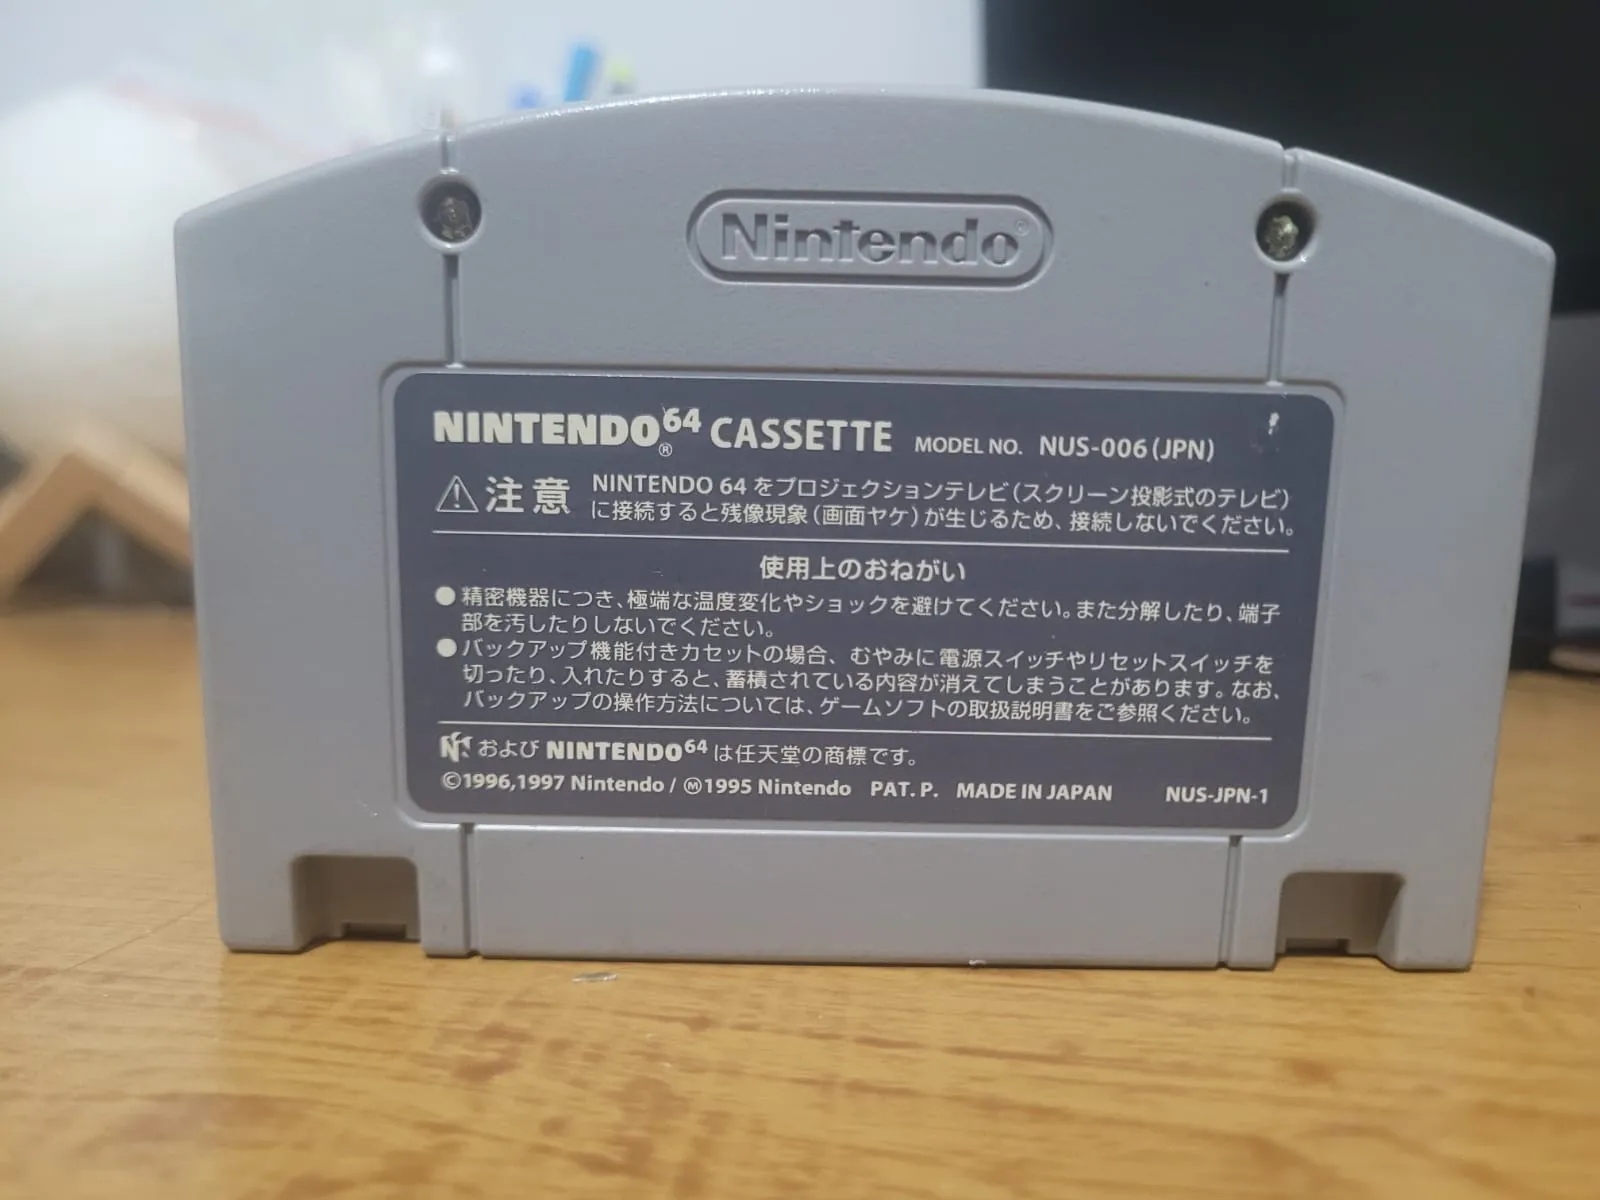 Nintendo®
NINTENDO®64 CASSETTE MODEL NO. NUS-006(JPN)
⚠注意 NINTENDO 64 をプロジェクションテレビ(スクリーン投影式のテレビ)
に接続すると残像現象(画面ヤケ)が生じるため、接続しないでください。
使用上のおねがい
●精密機器につき、極端な温度変化やショックを避けてください。また分解したり、端子
部を汚したりしないでください。
●バックアップ機能付きカセットの場合、むやみに電源スイッチやリセットスイッチを
切ったり、入れたりすると、蓄積されている内容が消えてしまうことがあります。なお、
バックアップの操作方法については、ゲームソフトの取扱説明書をご参照ください。
および NINTENDO64 は任天堂の商標です。
©1996,1997 Nintendo / Ⓜ1995 Nintendo PAT. P. MADE IN JAPAN NUS-JPN-1